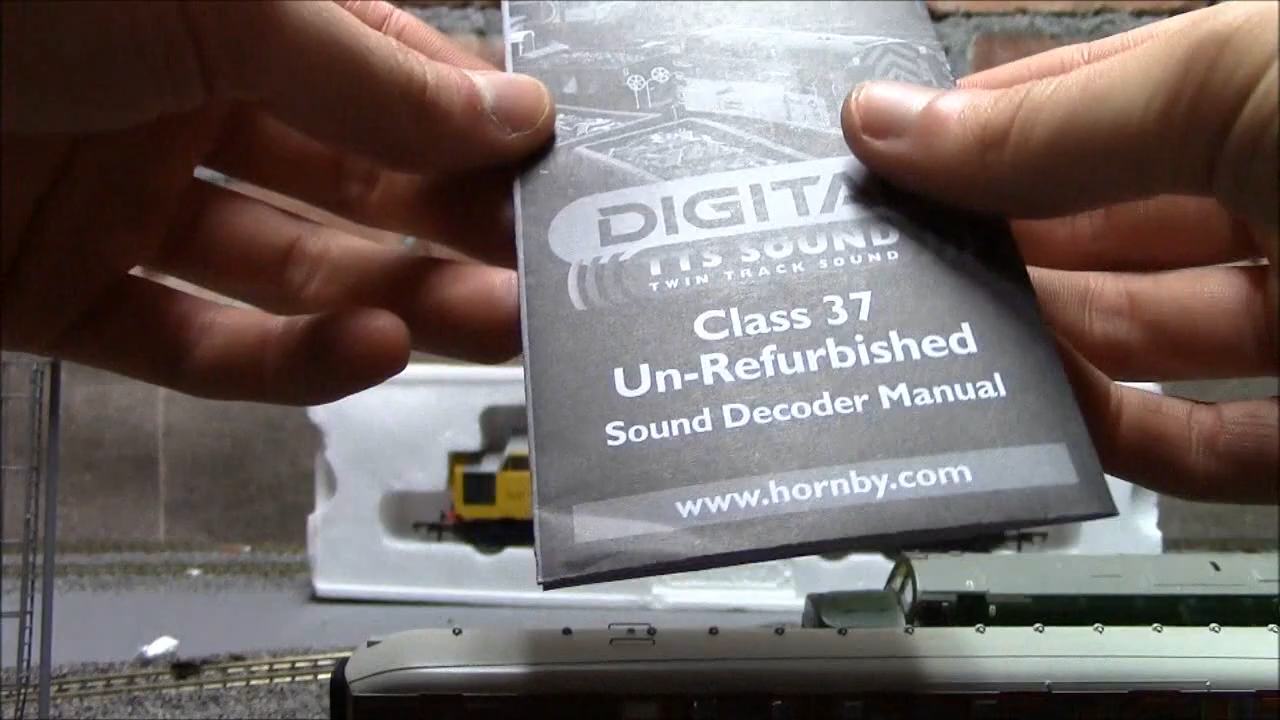 DIGITA
TTS SOUND
TWIN TRACK SOUND
Class 37
Un-Refurbished
Sound Decoder Manual
www.hornby.com